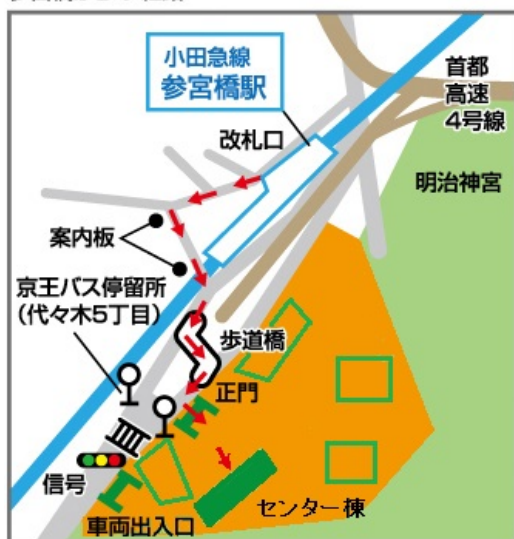 小田急線
参宮橋駅
首都
高速
4号線
改札口
明治神宮
案内板
京王バス停留所
（代々木5丁目）
歩道橋
正門
信号
センター棟
車両出入口